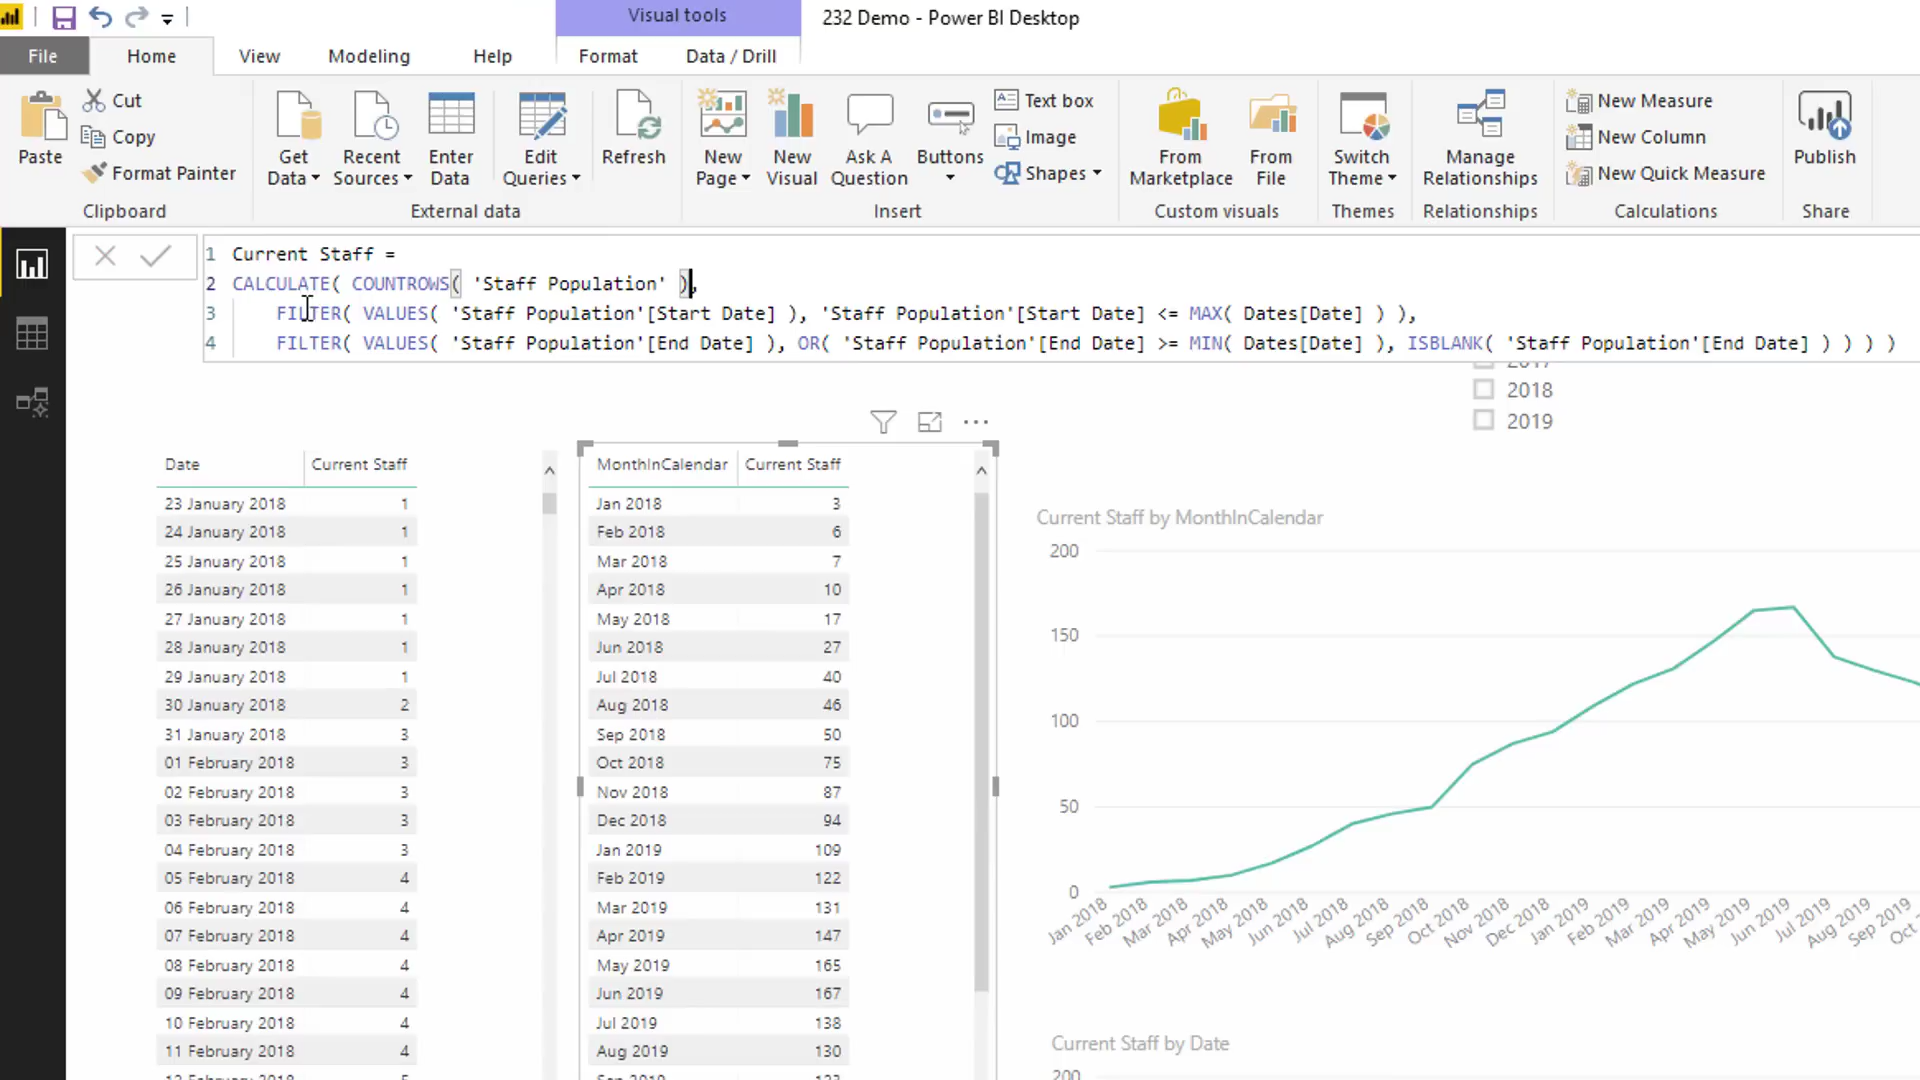 Visual tools
232 Demo - Power BI Desktop
File
Home
View
Modeling
Help
Format
Data / Drill
Paste
Cut
Copy
Format Painter
Clipboard
Get Data
Recent Sources
Enter Data
Edit Queries
Refresh
External data
New Page
New Visual
Ask A Question
Buttons
Text box
Image
Shapes
Insert
From Marketplace
From File
Custom visuals
Switch Theme
Themes
Manage Relationships
Relationships
New Measure
New Column
New Quick Measure
Calculations
Publish
Share
1 Current Staff =
2 CALCULATE( COUNTROWS( 'Staff Population' ),
3 FILTER( VALUES( 'Staff Population'[Start Date] ), 'Staff Population'[Start Date] <= MAX( Dates[Date] ) ),
4 FILTER( VALUES( 'Staff Population'[End Date] ), OR( 'Staff Population'[End Date] >= MIN( Dates[Date] ), ISBLANK( 'Staff Population'[End Date] ) ) ) )
2017
2018
2019
Date Current Staff
23 January 2018 1
24 January 2018 1
25 January 2018 1
26 January 2018 1
27 January 2018 1
28 January 2018 1
29 January 2018 1
30 January 2018 2
31 January 2018 3
01 February 2018 3
02 February 2018 3
03 February 2018 3
04 February 2018 3
05 February 2018 4
06 February 2018 4
07 February 2018 4
08 February 2018 4
09 February 2018 4
10 February 2018 4
11 February 2018 4
MonthInCalendar Current Staff
Jan 2018 3
Feb 2018 6
Mar 2018 7
Apr 2018 10
May 2018 17
Jun 2018 27
Jul 2018 40
Aug 2018 46
Sep 2018 50
Oct 2018 75
Nov 2018 87
Dec 2018 94
Jan 2019 109
Feb 2019 122
Mar 2019 131
Apr 2019 147
May 2019 165
Jun 2019 167
Jul 2019 138
Aug 2019 130
Current Staff by MonthInCalendar
200
150
100
50
0
Jan 2018
Feb 2018
Mar 2018
Apr 2018
May 2018
Jun 2018
Jul 2018
Aug 2018
Sep 2018
Oct 2018
Nov 2018
Dec 2018
Jan 2019
Feb 2019
Mar 2019
Apr 2019
May 2019
Jun 2019
Jul 2019
Aug 2019
Sep 2019
Oct
Current Staff by Date
200